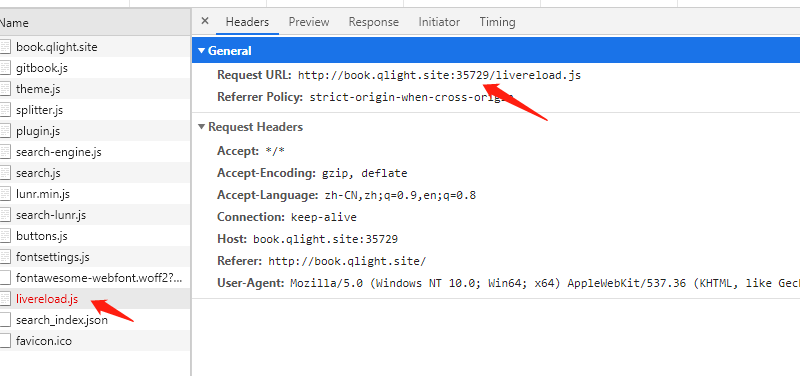 Name
book.qlight.site
gitbook.js
theme.js
splitter.js
plugin.js
search-engine.js
search.js
lunr.min.js
search-lunr.js
buttons.js
fontsettings.js
fontawesome-webfont.woff2?...
livereload.js
search_index.json
favicon.ico
× Headers Preview Response Initiator Timing
▼ General
Request URL: http://book.qlight.site:35729/livereload.js
Referrer Policy: strict-origin-when-cross-origin
▼ Request Headers
Accept: */*
Accept-Encoding: gzip, deflate
Accept-Language: zh-CN,zh;q=0.9,en;q=0.8
Connection: keep-alive
Host: book.qlight.site:35729
Referer: http://book.qlight.site/
User-Agent: Mozilla/5.0 (Windows NT 10.0; Win64; x64) AppleWebKit/537.36 (KHTML, like Geck